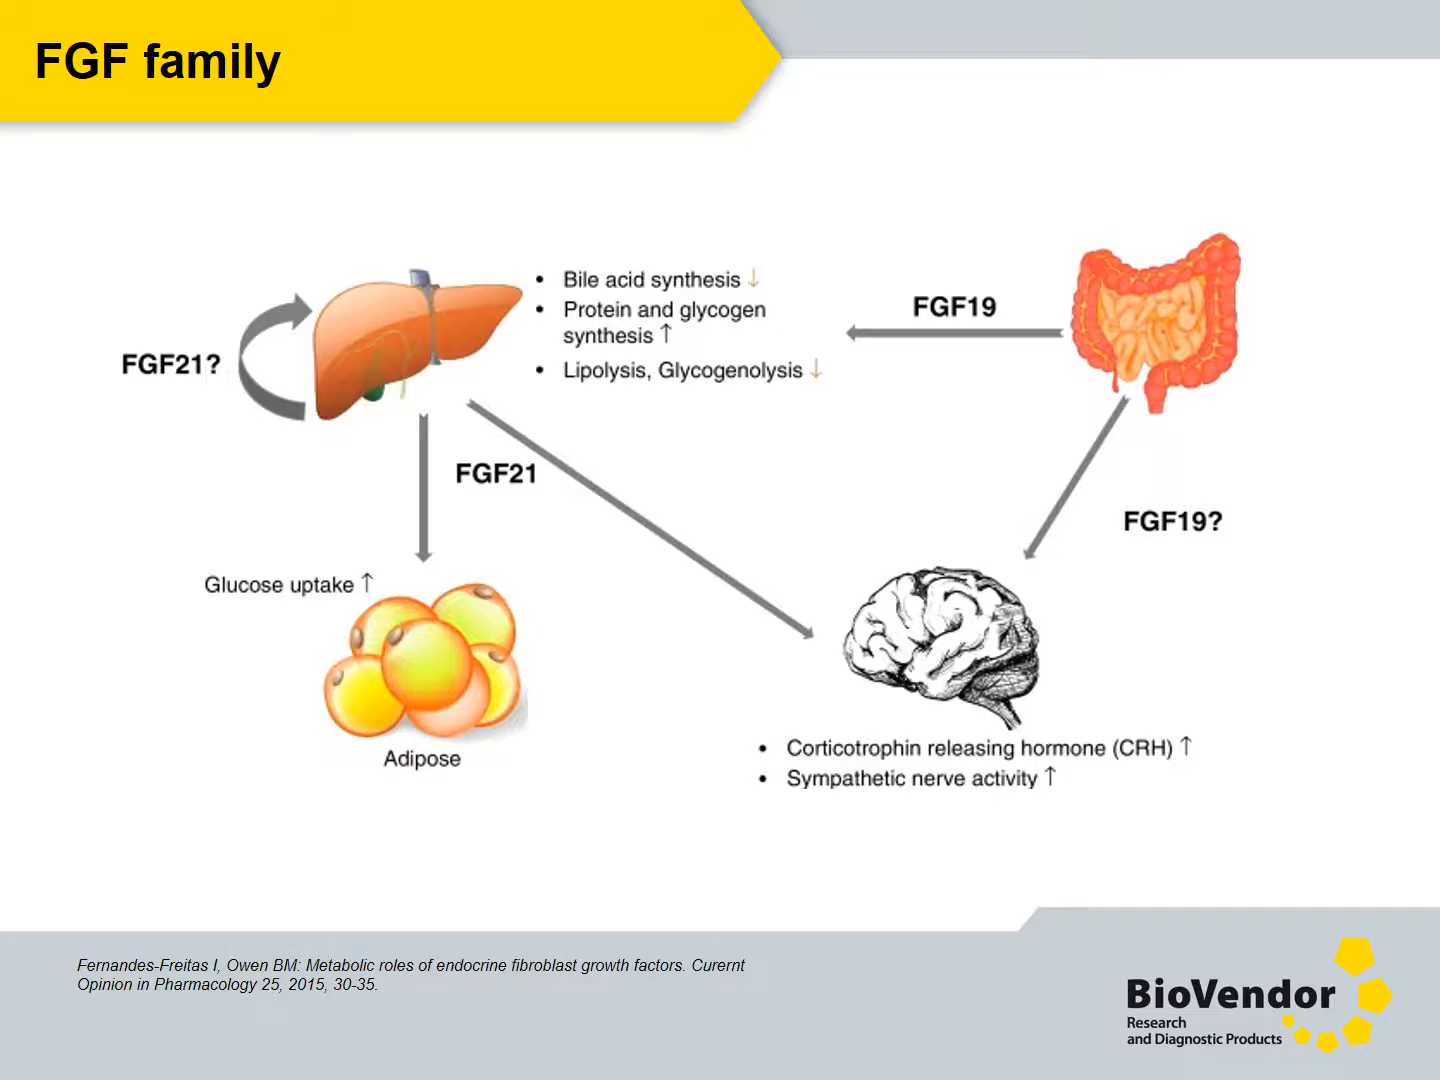 FGF family
• Bile acid synthesis ↓
• Protein and glycogen
synthesis ↑
• Lipolysis, Glycogenolysis ↓
FGF19
FGF21?
FGF21
FGF19?
Glucose uptake ↑
Adipose
• Corticotrophin releasing hormone (CRH) ↑
• Sympathetic nerve activity ↑
Fernandes-Freitas I, Owen BM: Metabolic roles of endocrine fibroblast growth factors. Curernt
Opinion in Pharmacology 25, 2015, 30-35.
BioVendor
Research
and Diagnostic Products